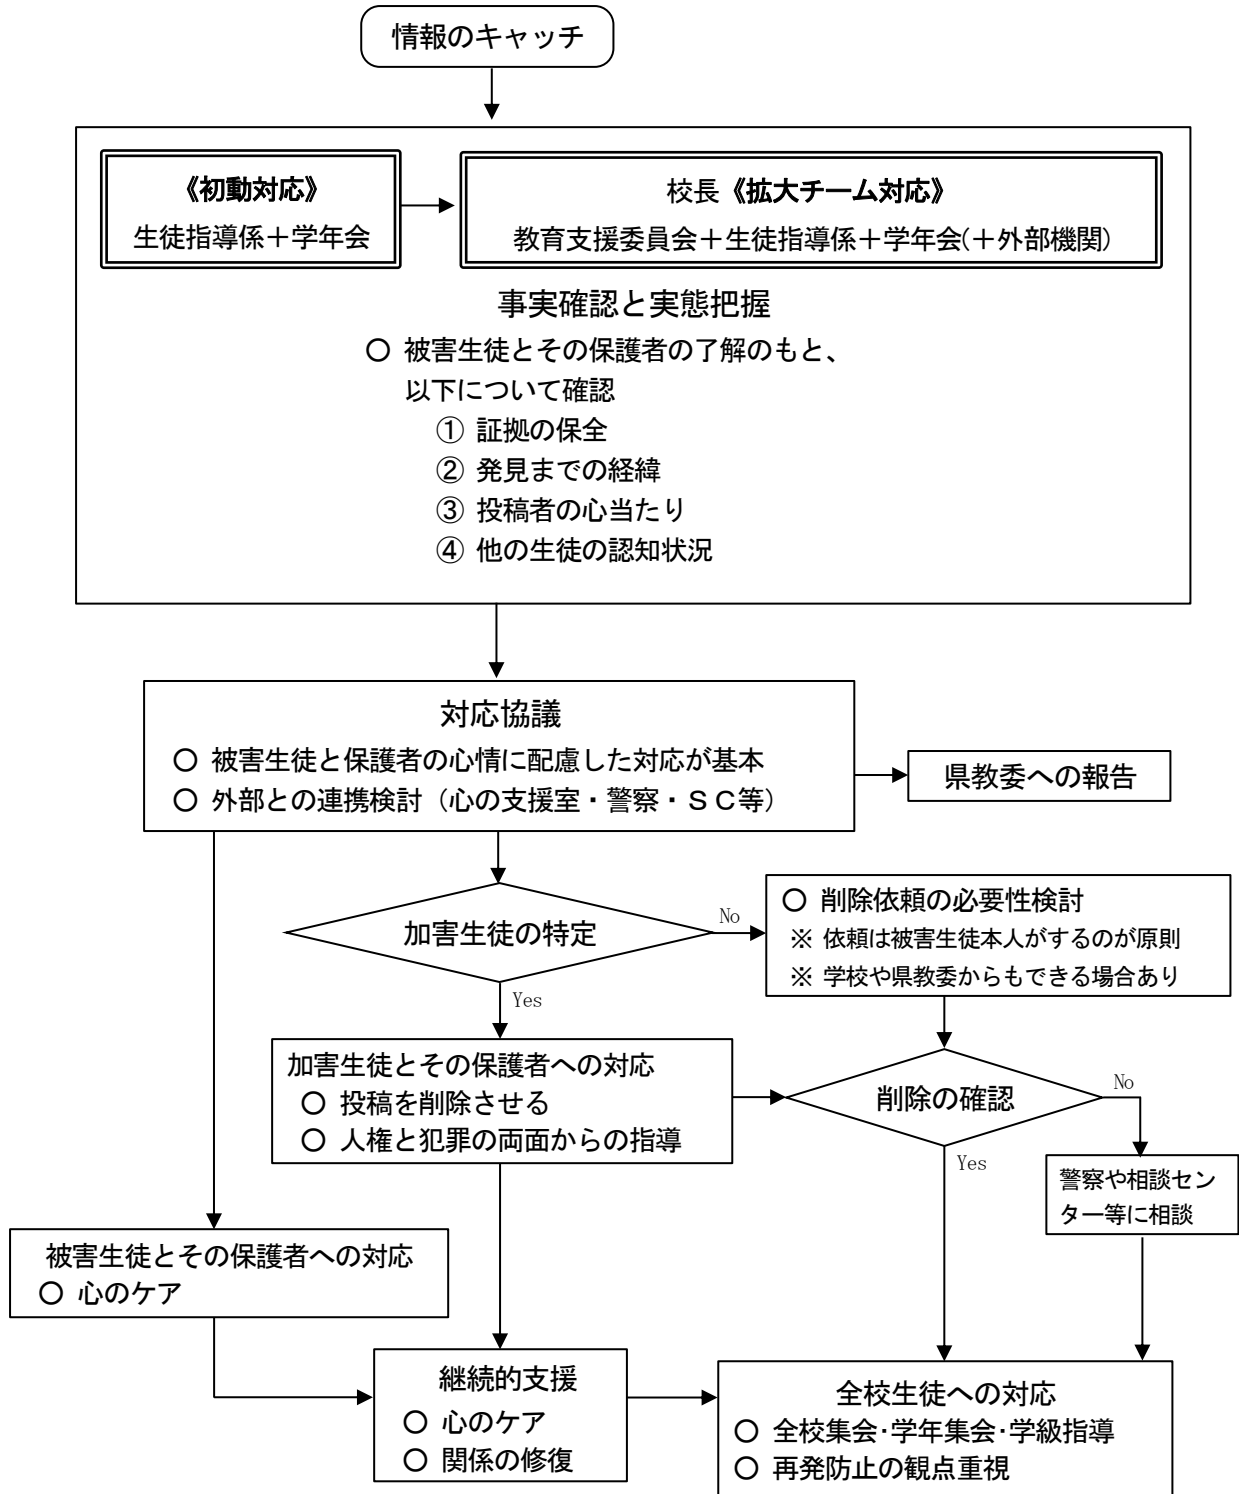 情報のキャッチ
《初動対応》
生徒指導係＋学年会
校長《拡大チーム対応》
教育支援委員会＋生徒指導係＋学年会(＋外部機関)
事実確認と実態把握
○ 被害生徒とその保護者の了解のもと、
以下について確認
① 証拠の保全
② 発見までの経緯
③ 投稿者の心当たり
④ 他の生徒の認知状況
対応協議
○ 被害生徒と保護者の心情に配慮した対応が基本
○ 外部との連携検討（心の支援室・警察・ＳＣ等）
県教委への報告
加害生徒の特定
No
Yes
○ 削除依頼の必要性検討
※ 依頼は被害生徒本人がするのが原則
※ 学校や県教委からもできる場合あり
加害生徒とその保護者への対応
○ 投稿を削除させる
○ 人権と犯罪の両面からの指導
削除の確認
No
Yes
警察や相談セン
ター等に相談
被害生徒とその保護者への対応
○ 心のケア
継続的支援
○ 心のケア
○ 関係の修復
全校生徒への対応
○ 全校集会・学年集会・学級指導
○ 再発防止の観点重視